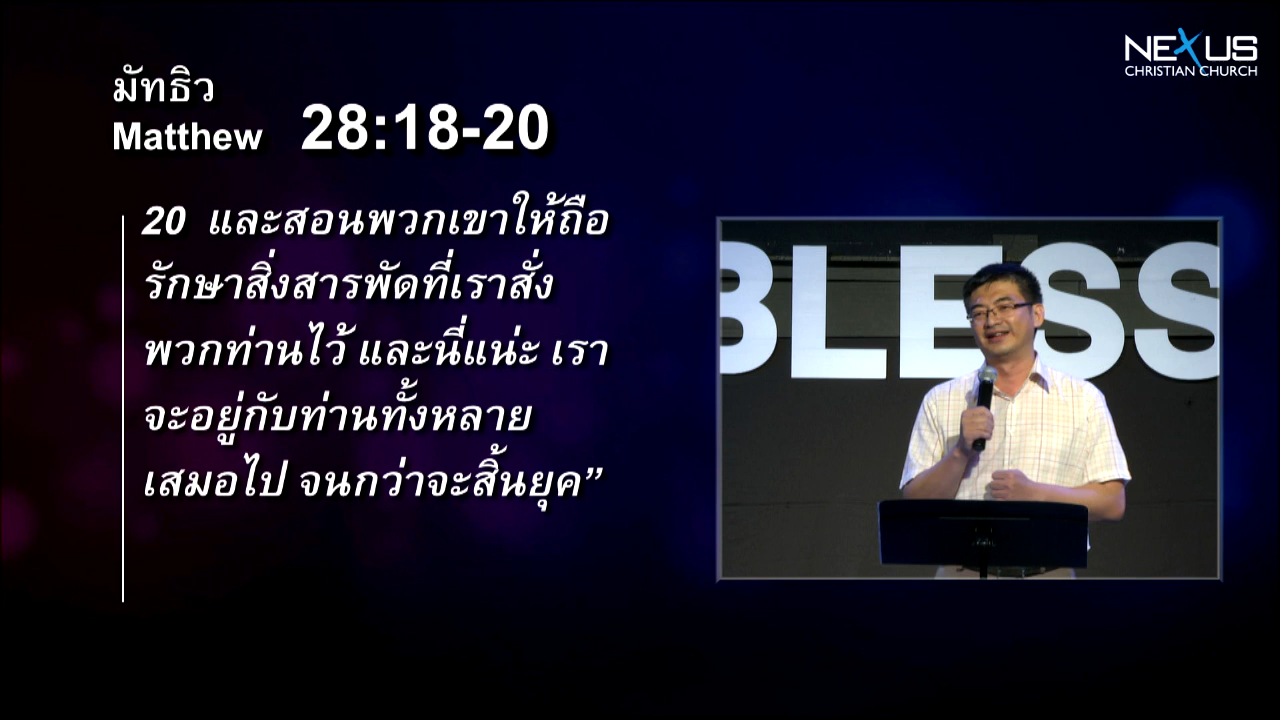 NEXUS
CHRISTIAN CHURCH
มัทธิว
Matthew 28:18-20
20 และสอนพวกเขาให้ถือ
รักษาสิ่งสารพัดที่เราสั่ง
พวกท่านไว้ และนี่แน่ะ เรา
จะอยู่กับท่านทั้งหลาย
เสมอไป จนกว่าจะสิ้นยุค”
BLESS